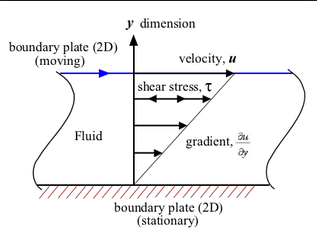 y dimension
boundary plate (2D)
(moving)
velocity, u
shear stress, τ
Fluid
gradient, ∂u/∂y
boundary plate (2D)
(stationary)